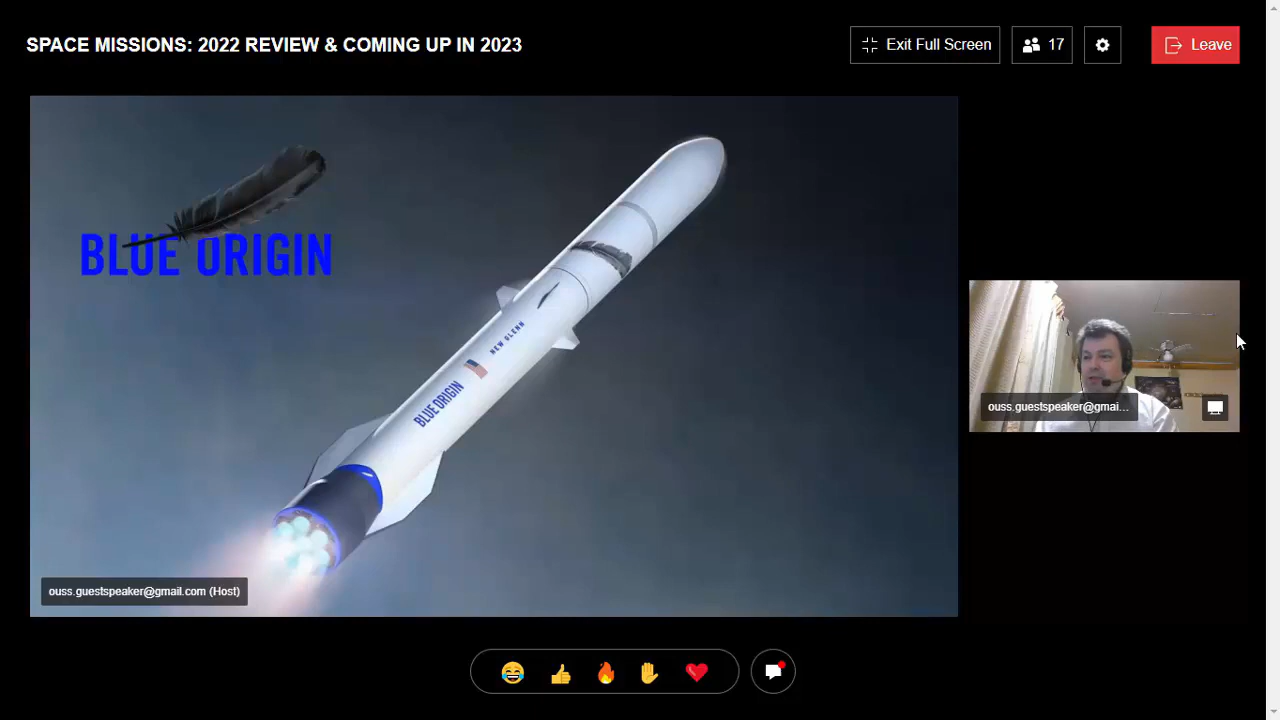 SPACE MISSIONS: 2022 REVIEW & COMING UP IN 2023
Exit Full Screen
17
Leave
BLUE ORIGIN
NEW GLENN
BLUE ORIGIN
ouss.guestspeaker@gmai...
ouss.guestspeaker@gmail.com (Host)